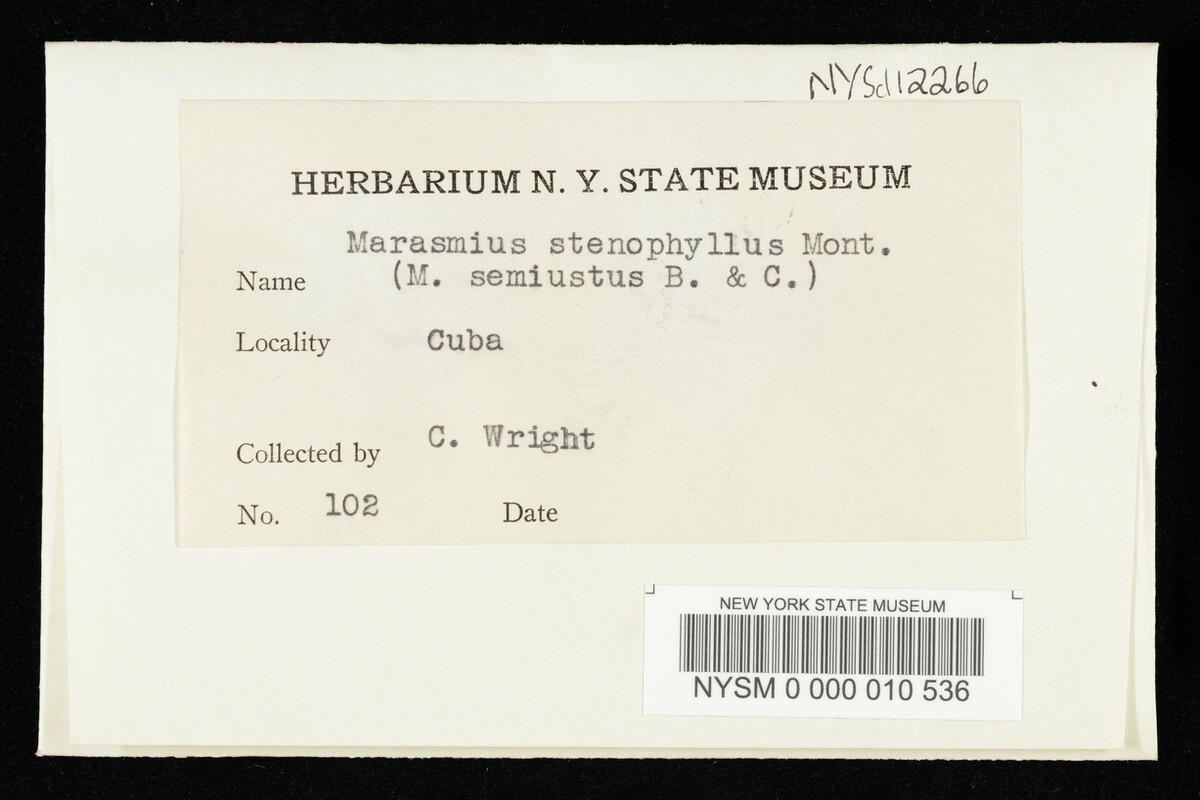 NYSd12266
HERBARIUM N. Y. STATE MUSEUM
Marasmius stenophyllus Mont.
Name (M. semiustus B. & C.)
Locality Cuba
Collected by C. Wright
No. 102 Date
NEW YORK STATE MUSEUM
NYSM 0 000 010 536